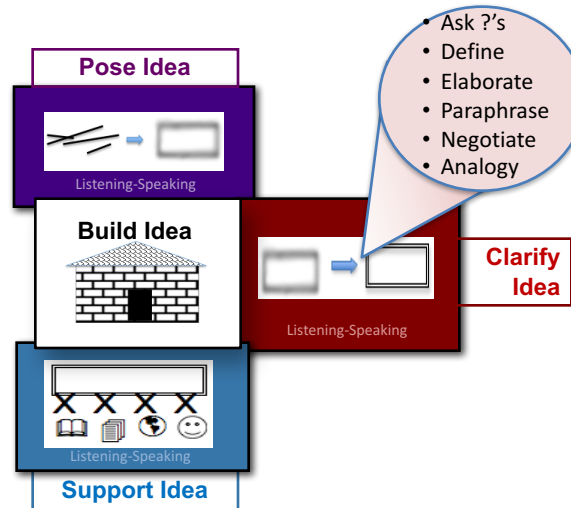 Pose Idea
Listening-Speaking
• Ask ?'s
• Define
• Elaborate
• Paraphrase
• Negotiate
• Analogy
Build Idea
Clarify
Idea
Listening-Speaking
X X X X
Listening-Speaking
Support Idea